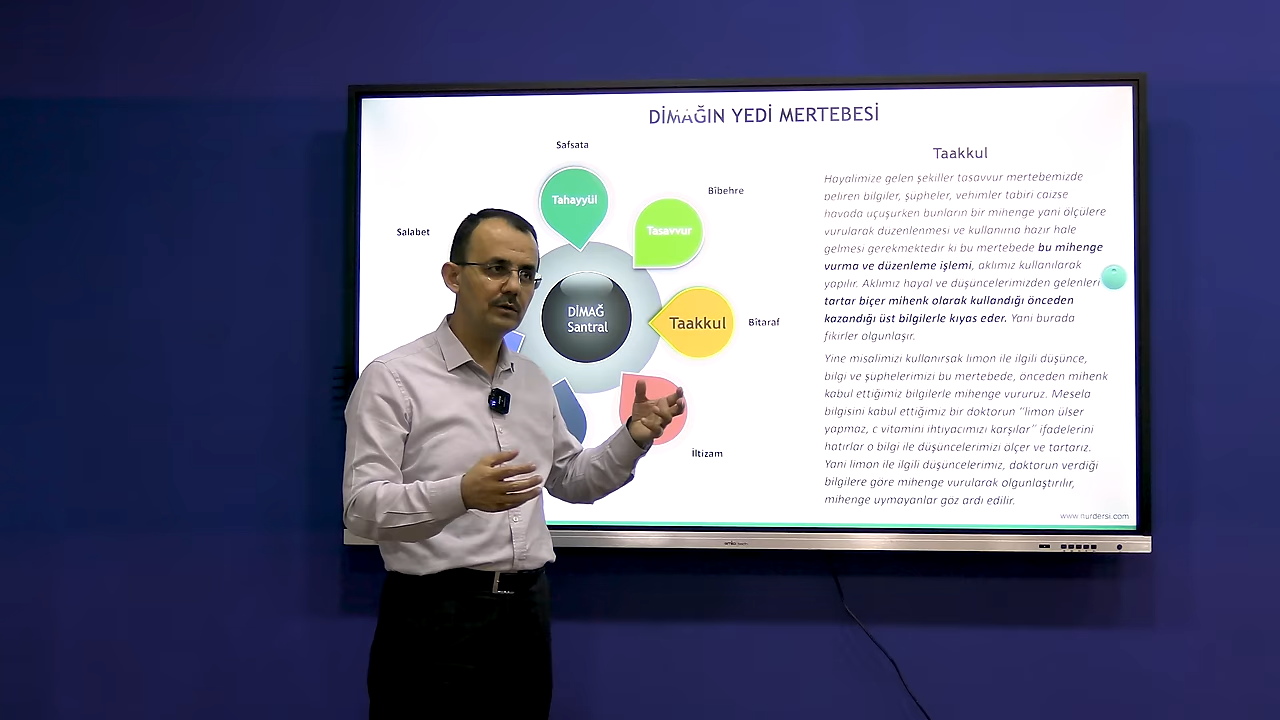 DİMAĞIN YEDİ MERTEBESİ
Safsata
Tahayyül
Bîbehre
Tasavvur
Salabet
DİMAĞ
Santral
Taakkul
Bîtaraf
İltizam
Taakkul
Hayalimize gelen şekiller tasavvur mertebemizde
beliren bilgiler, şüpheler, vehimler tabiri caizse
havada uçuşurken bunların bir mihenge yani ölçülere
vurularak düzenlenmesi ve kullanıma hazır hale
gelmesi gerekmektedir ki bu mertebede bu mihenge
vurma ve düzenleme işlemi, aklımız kullanılarak
yapılır. Aklımız hayal ve düşüncelerimizden gelenleri
tartar biçer mihenk olarak kullandığı önceden
kazandığı üst bilgilerle kıyas eder. Yani burada
fikirler olgunlaşır.
Yine misalimizi kullanırsak limon ile ilgili düşünce,
bilgi ve şüphelerimizi bu mertebede, önceden mihenk
kabul ettiğimiz bilgilerle mihenge vururuz. Mesela
bilgisini kabul ettiğimiz bir doktorun "limon ülser
yapmaz, c vitamini ihtiyacımızı karşılar" ifadelerini
hatırlar o bilgi ile düşüncelerimizi ölçer ve tartarız.
Yani limon ile ilgili düşüncelerimiz, doktorun verdiği
bilgilere göre mihenge vurularak olgunlaştırılır,
mihenge uymayanlar göz ardı edilir.
www.nurdersi.com